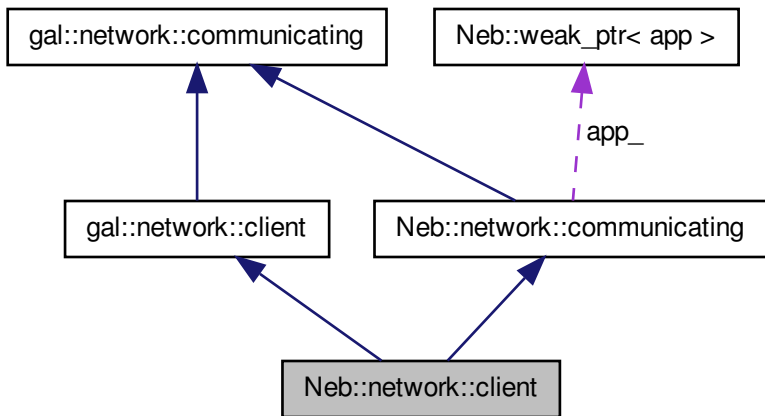 gal::network::communicating
Neb::weak_ptr< app >
app_
gal::network::client
Neb::network::communicating
Neb::network::client